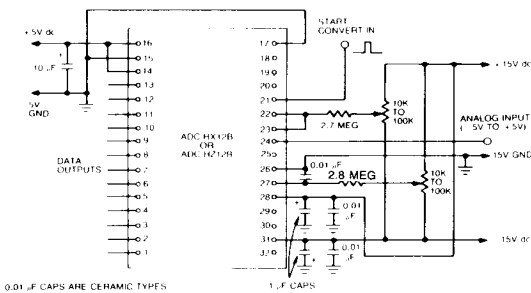 START
CONVERT IN
+5V dc
10 µF
+
5V
GND
16
15
14
13
12
11
10
9
8
7
6
5
4
3
2
1
DATA
OUTPUTS
ADC HX12B
OR
ADC HZ12B
17
18
19
20
21
22
23
24
25
26
27
28
29
30
31
32
2.7 MEG
10K
TO
100K
+ 15V dc
ANALOG INPUT
( 5V TO +5V)
15V GND
0.01 µF
2.8 MEG
10K
TO
100K
+
0.01
µF
15V dc
0.01
+
µF
0.01 µF CAPS ARE CERAMIC TYPES
1 µF CAPS